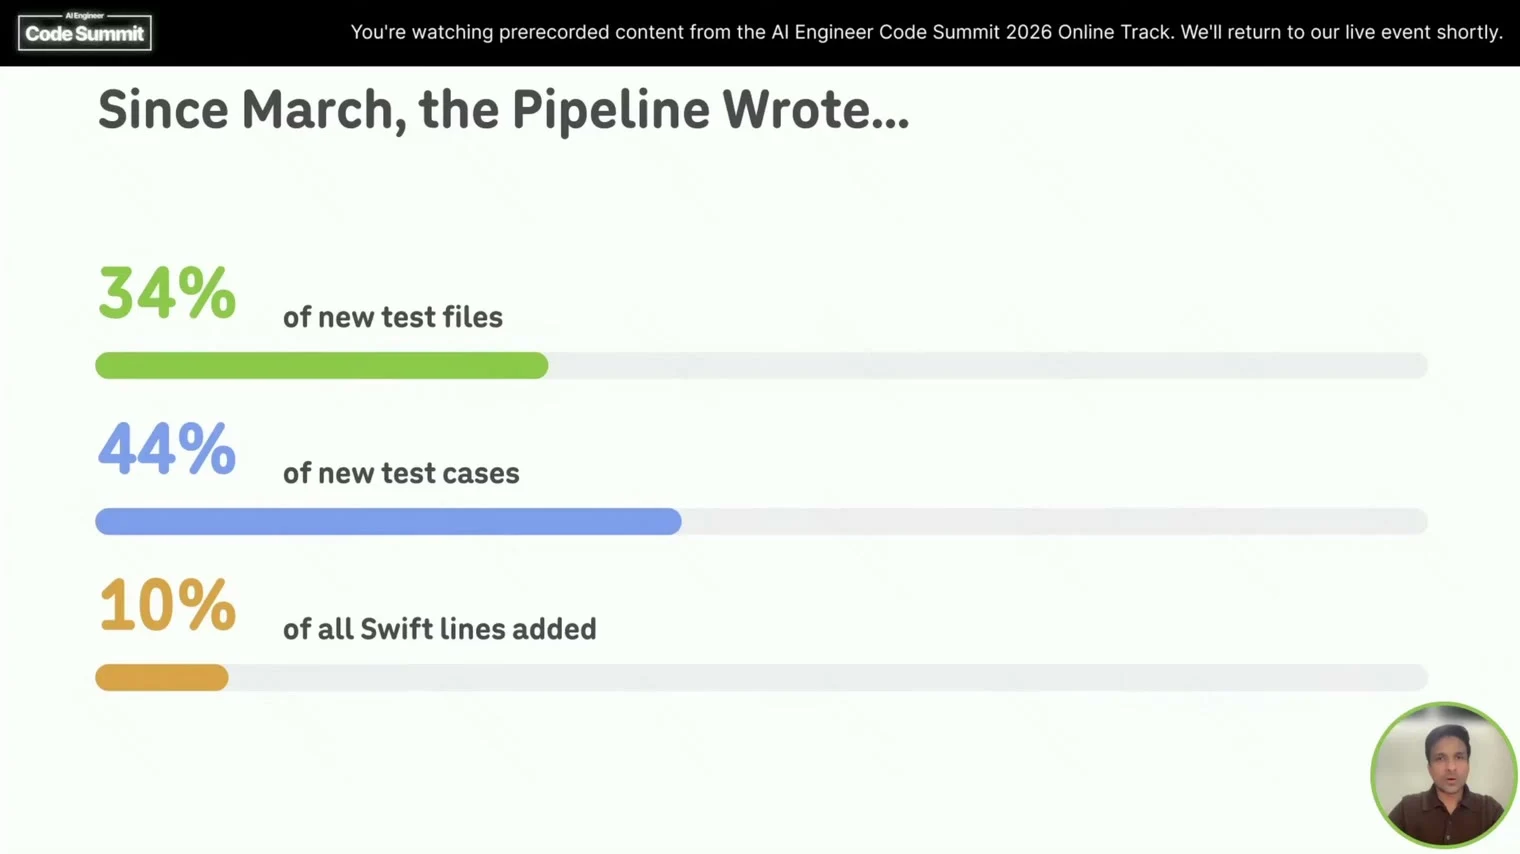 AI Engineer
Code Summit
You're watching prerecorded content from the AI Engineer Code Summit 2026 Online Track. We'll return to our live event shortly.
Since March, the Pipeline Wrote...
34%
of new test files
44%
of new test cases
10%
of all Swift lines added